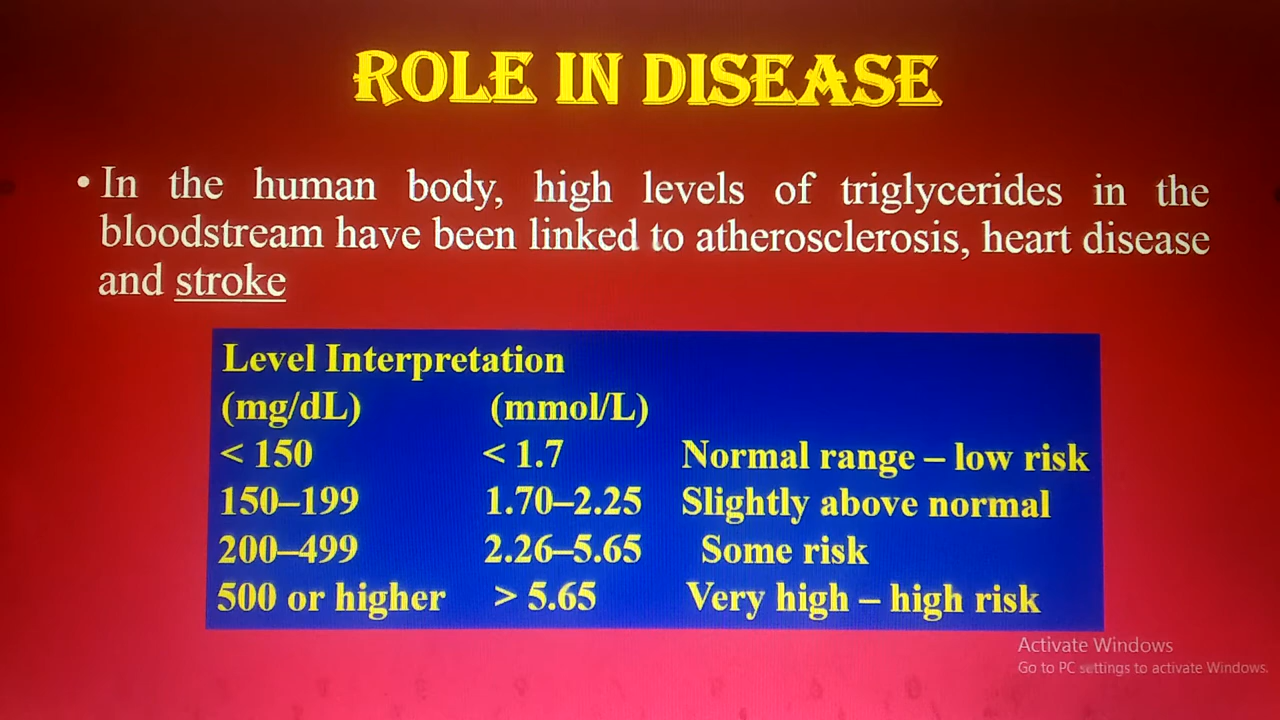 ROLE IN DISEASE
• In the human body, high levels of triglycerides in the
bloodstream have been linked to atherosclerosis, heart disease
and stroke
Level Interpretation
(mg/dL) (mmol/L)
< 150 < 1.7 Normal range – low risk
150–199 1.70–2.25 Slightly above normal
200–499 2.26–5.65 Some risk
500 or higher > 5.65 Very high – high risk
Activate Windows
Go to PC settings to activate Windows.